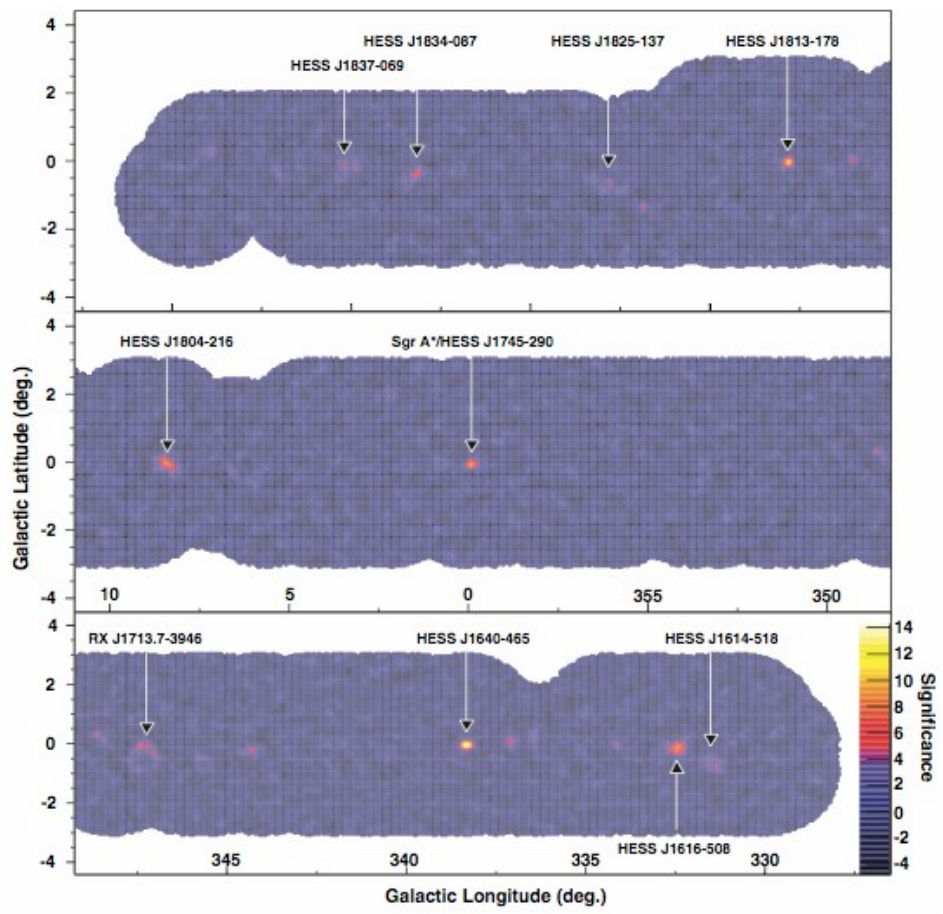 4
HESS J1834-087
HESS J1825-137
HESS J1813-178
HESS J1837-069
2
0
-2
-4
4
HESS J1804-216
Sgr A*/HESS J1745-290
2
0
-2
-4
10
5
0
355
350
Galactic Latitude (deg.)
4
RX J1713.7-3946
HESS J1640-465
HESS J1614-518
2
0
-2
-4
HESS J1616-508
345
340
335
330
Galactic Longitude (deg.)
14
12
10
8
6
4
2
0
-2
-4
Significance